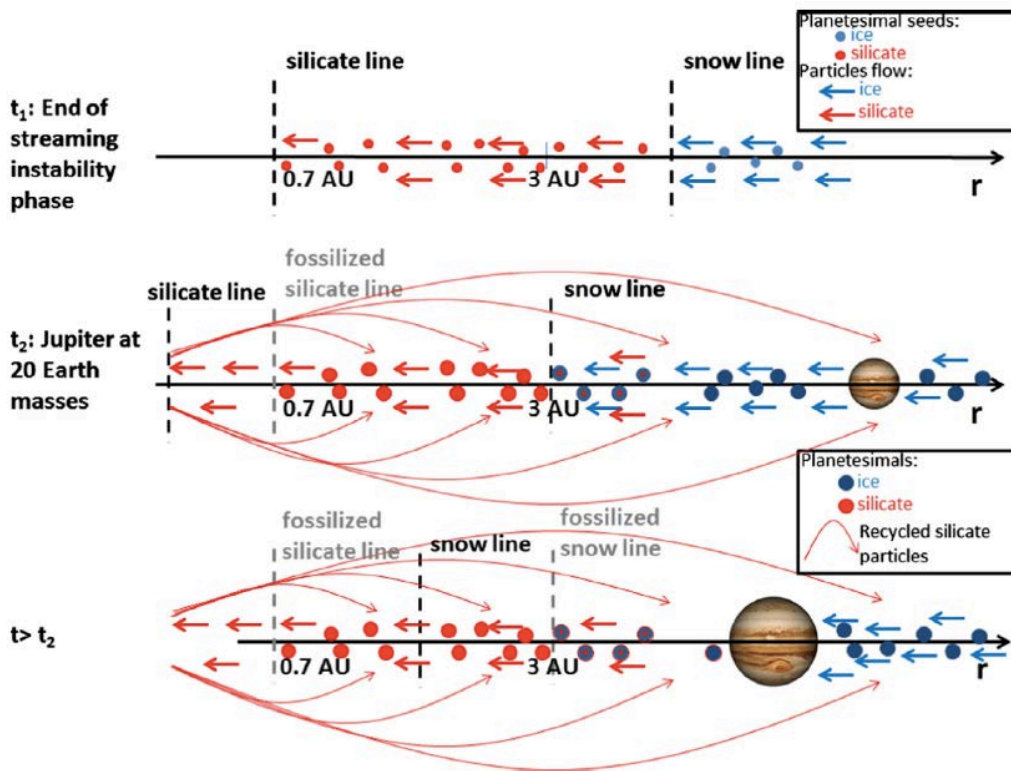 Planetesimal seeds:
ice
silicate
Particles flow:
ice
silicate
silicate line
snow line
t1: End of
streaming
instability
phase
0.7 AU
3 AU
r
fossilized
silicate line
silicate line
snow line
t2: Jupiter at
20 Earth
masses
0.7 AU
3 AU
r
Planetesimals:
ice
silicate
Recycled silicate
particles
fossilized
silicate line
snow line
fossilized
snow line
t> t2
0.7 AU
3 AU
r